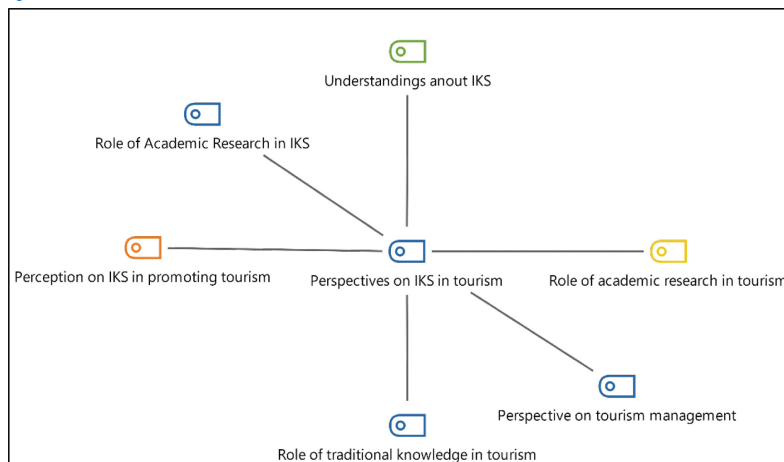 Understandings anout IKS
Role of Academic Research in IKS
Perception on IKS in promoting tourism
Perspectives on IKS in tourism
Role of academic research in tourism
Perspective on tourism management
Role of traditional knowledge in tourism